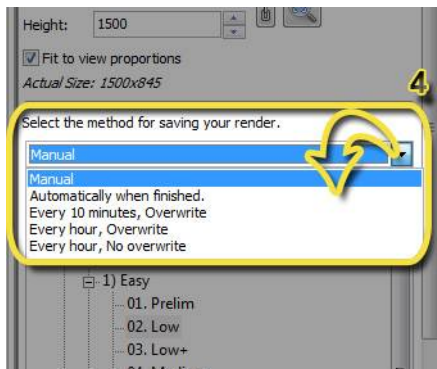 Height: 1500
Fit to view proportions
Actual Size: 1500x845
4
Select the method for saving your render.
Manual
Manual
Automatically when finished.
Every 10 minutes, Overwrite
Every hour, Overwrite
Every hour, No overwrite
1) Easy
01. Prelim
02. Low
03. Low+